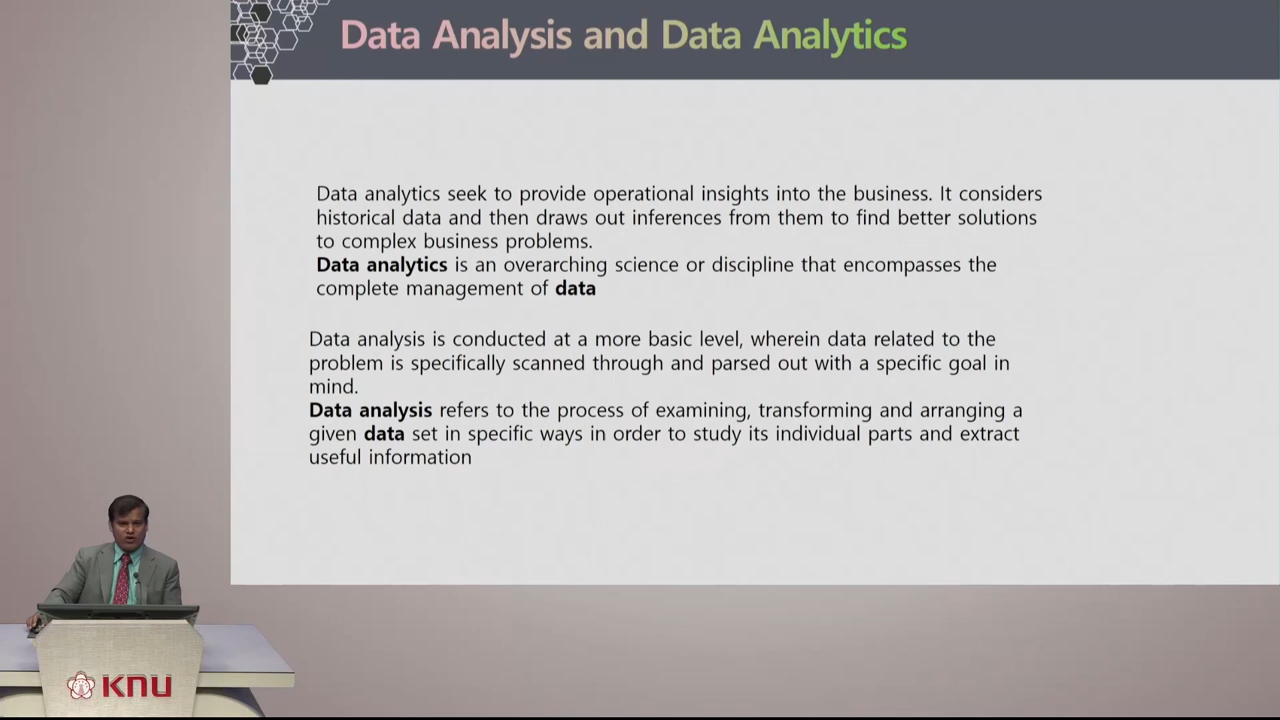 Data Analysis and Data Analytics
Data analytics seek to provide operational insights into the business. It considers
historical data and then draws out inferences from them to find better solutions
to complex business problems.
Data analytics is an overarching science or discipline that encompasses the
complete management of data
Data analysis is conducted at a more basic level, wherein data related to the
problem is specifically scanned through and parsed out with a specific goal in
mind.
Data analysis refers to the process of examining, transforming and arranging a
given data set in specific ways in order to study its individual parts and extract
useful information
KNU